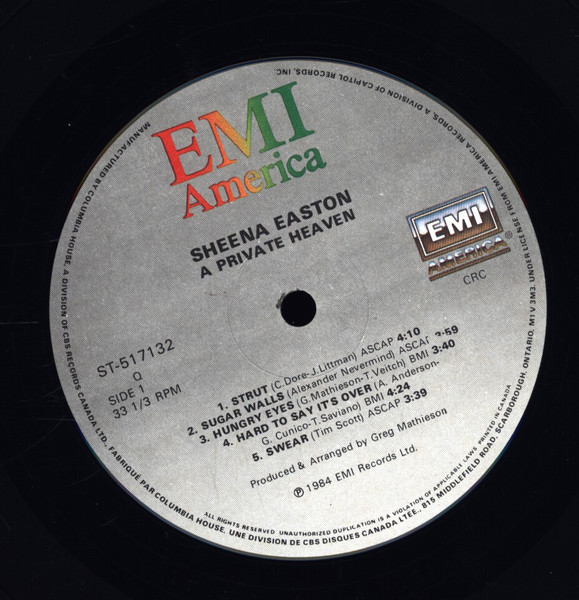 EMI
America
SHEENA EASTON
A PRIVATE HEAVEN
EMI
AMERICA
CRC
ST-517132
Q
SIDE 1
33 1/3 RPM
1. STRUT (C.Dore-J.Littman) ASCAP 4:10
2. SUGAR WALLS (Alexander Nevermind) ASCAP 3:59
3. HUNGRY EYES (G.Mathieson-T.Veitch) BMI 3:40
4. HARD TO SAY IT'S OVER (A. Anderson-
G. Cunico-T.Saviano) BMI 4:24
5. SWEAR (Tim Scott) ASCAP 3:39
Produced & Arranged by Greg Mathieson
℗ 1984 EMI Records Ltd.
MANUFACTURED BY COLUMBIA HOUSE, A DIVISION OF CBS RECORDS CANADA LTD., FABRIQUÉ PAR COLUMBIA HOUSE, UNE DIVISION DE CBS DISQUES CANADA LTEE., 815 MIDDLEFIELD ROAD, SCARBOROUGH, ONTARIO, M1V 3M3. UNDER LICENSE FROM EMI AMERICA RECORDS, A DIVISION OF CAPITOL RECORDS, INC.
ALL RIGHTS RESERVED UNAUTHORIZED DUPLICATION IS A VIOLATION OF APPLICABLE LAWS PRINTED IN CANADA